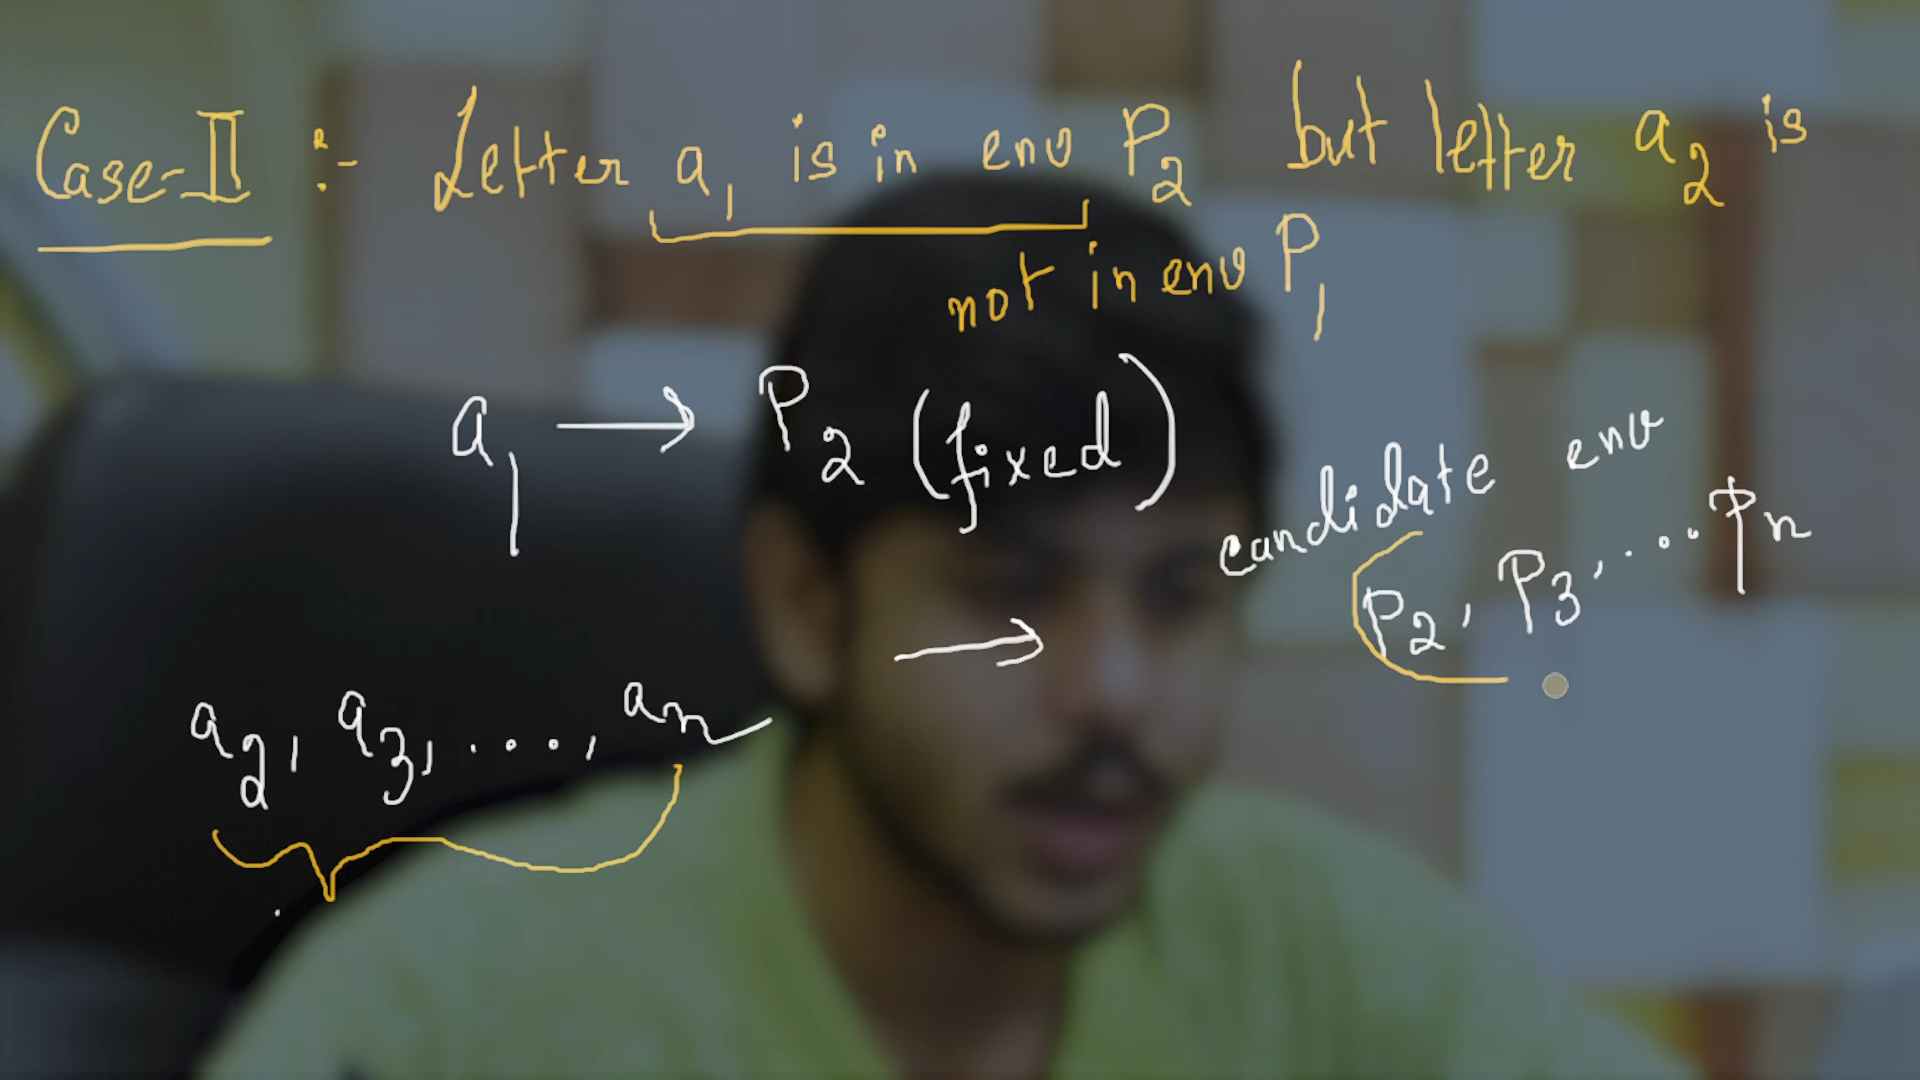 Case-II :- Letter a₁ is in env P₂ but letter a₂ is
not in env P₁
a₁ → P₂ (fixed)
candidate env
a₂, a₃, ..., aₙ → P₂, P₃, ... Pₙ